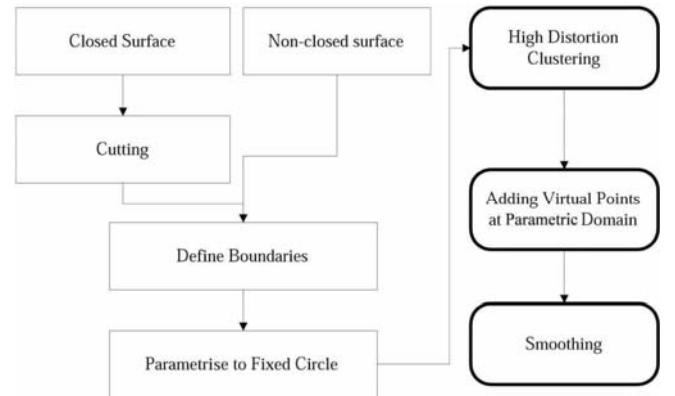 Closed Surface
Non-closed surface
Cutting
Define Boundaries
Parametrise to Fixed Circle
High Distortion
Clustering
Adding Virtual Points
at Parametric Domain
Smoothing